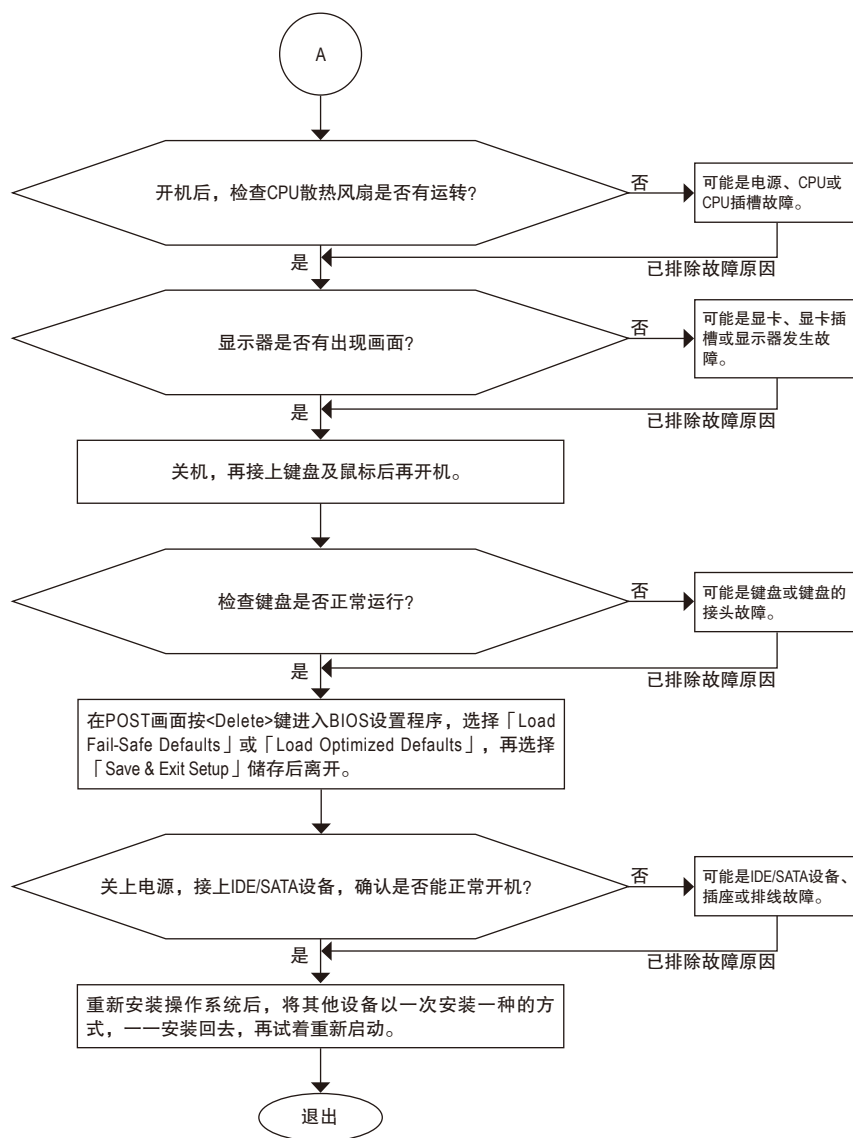 A
开机后，检查CPU散热风扇是否有运转？
否
可能是电源、CPU或
CPU插槽故障。
是
已排除故障原因
显示器是否有出现画面？
否
可能是显卡、显卡插
槽或显示器发生故
障。
是
已排除故障原因
关机，再接上键盘及鼠标后再开机。
检查键盘是否正常运行？
否
可能是键盘或键盘的
接头故障。
是
已排除故障原因
在POST画面按<Delete>键进入BIOS设置程序，选择「Load
Fail-Safe Defaults」或「Load Optimized Defaults」，再选择
「Save & Exit Setup」储存后离开。
关上电源，接上IDE/SATA设备，确认是否能正常开机？
否
可能是IDE/SATA设备、
插座或排线故障。
是
已排除故障原因
重新安装操作系统后，将其他设备以一次安装一种的方
式，一一安装回去，再试着重新启动。
退出